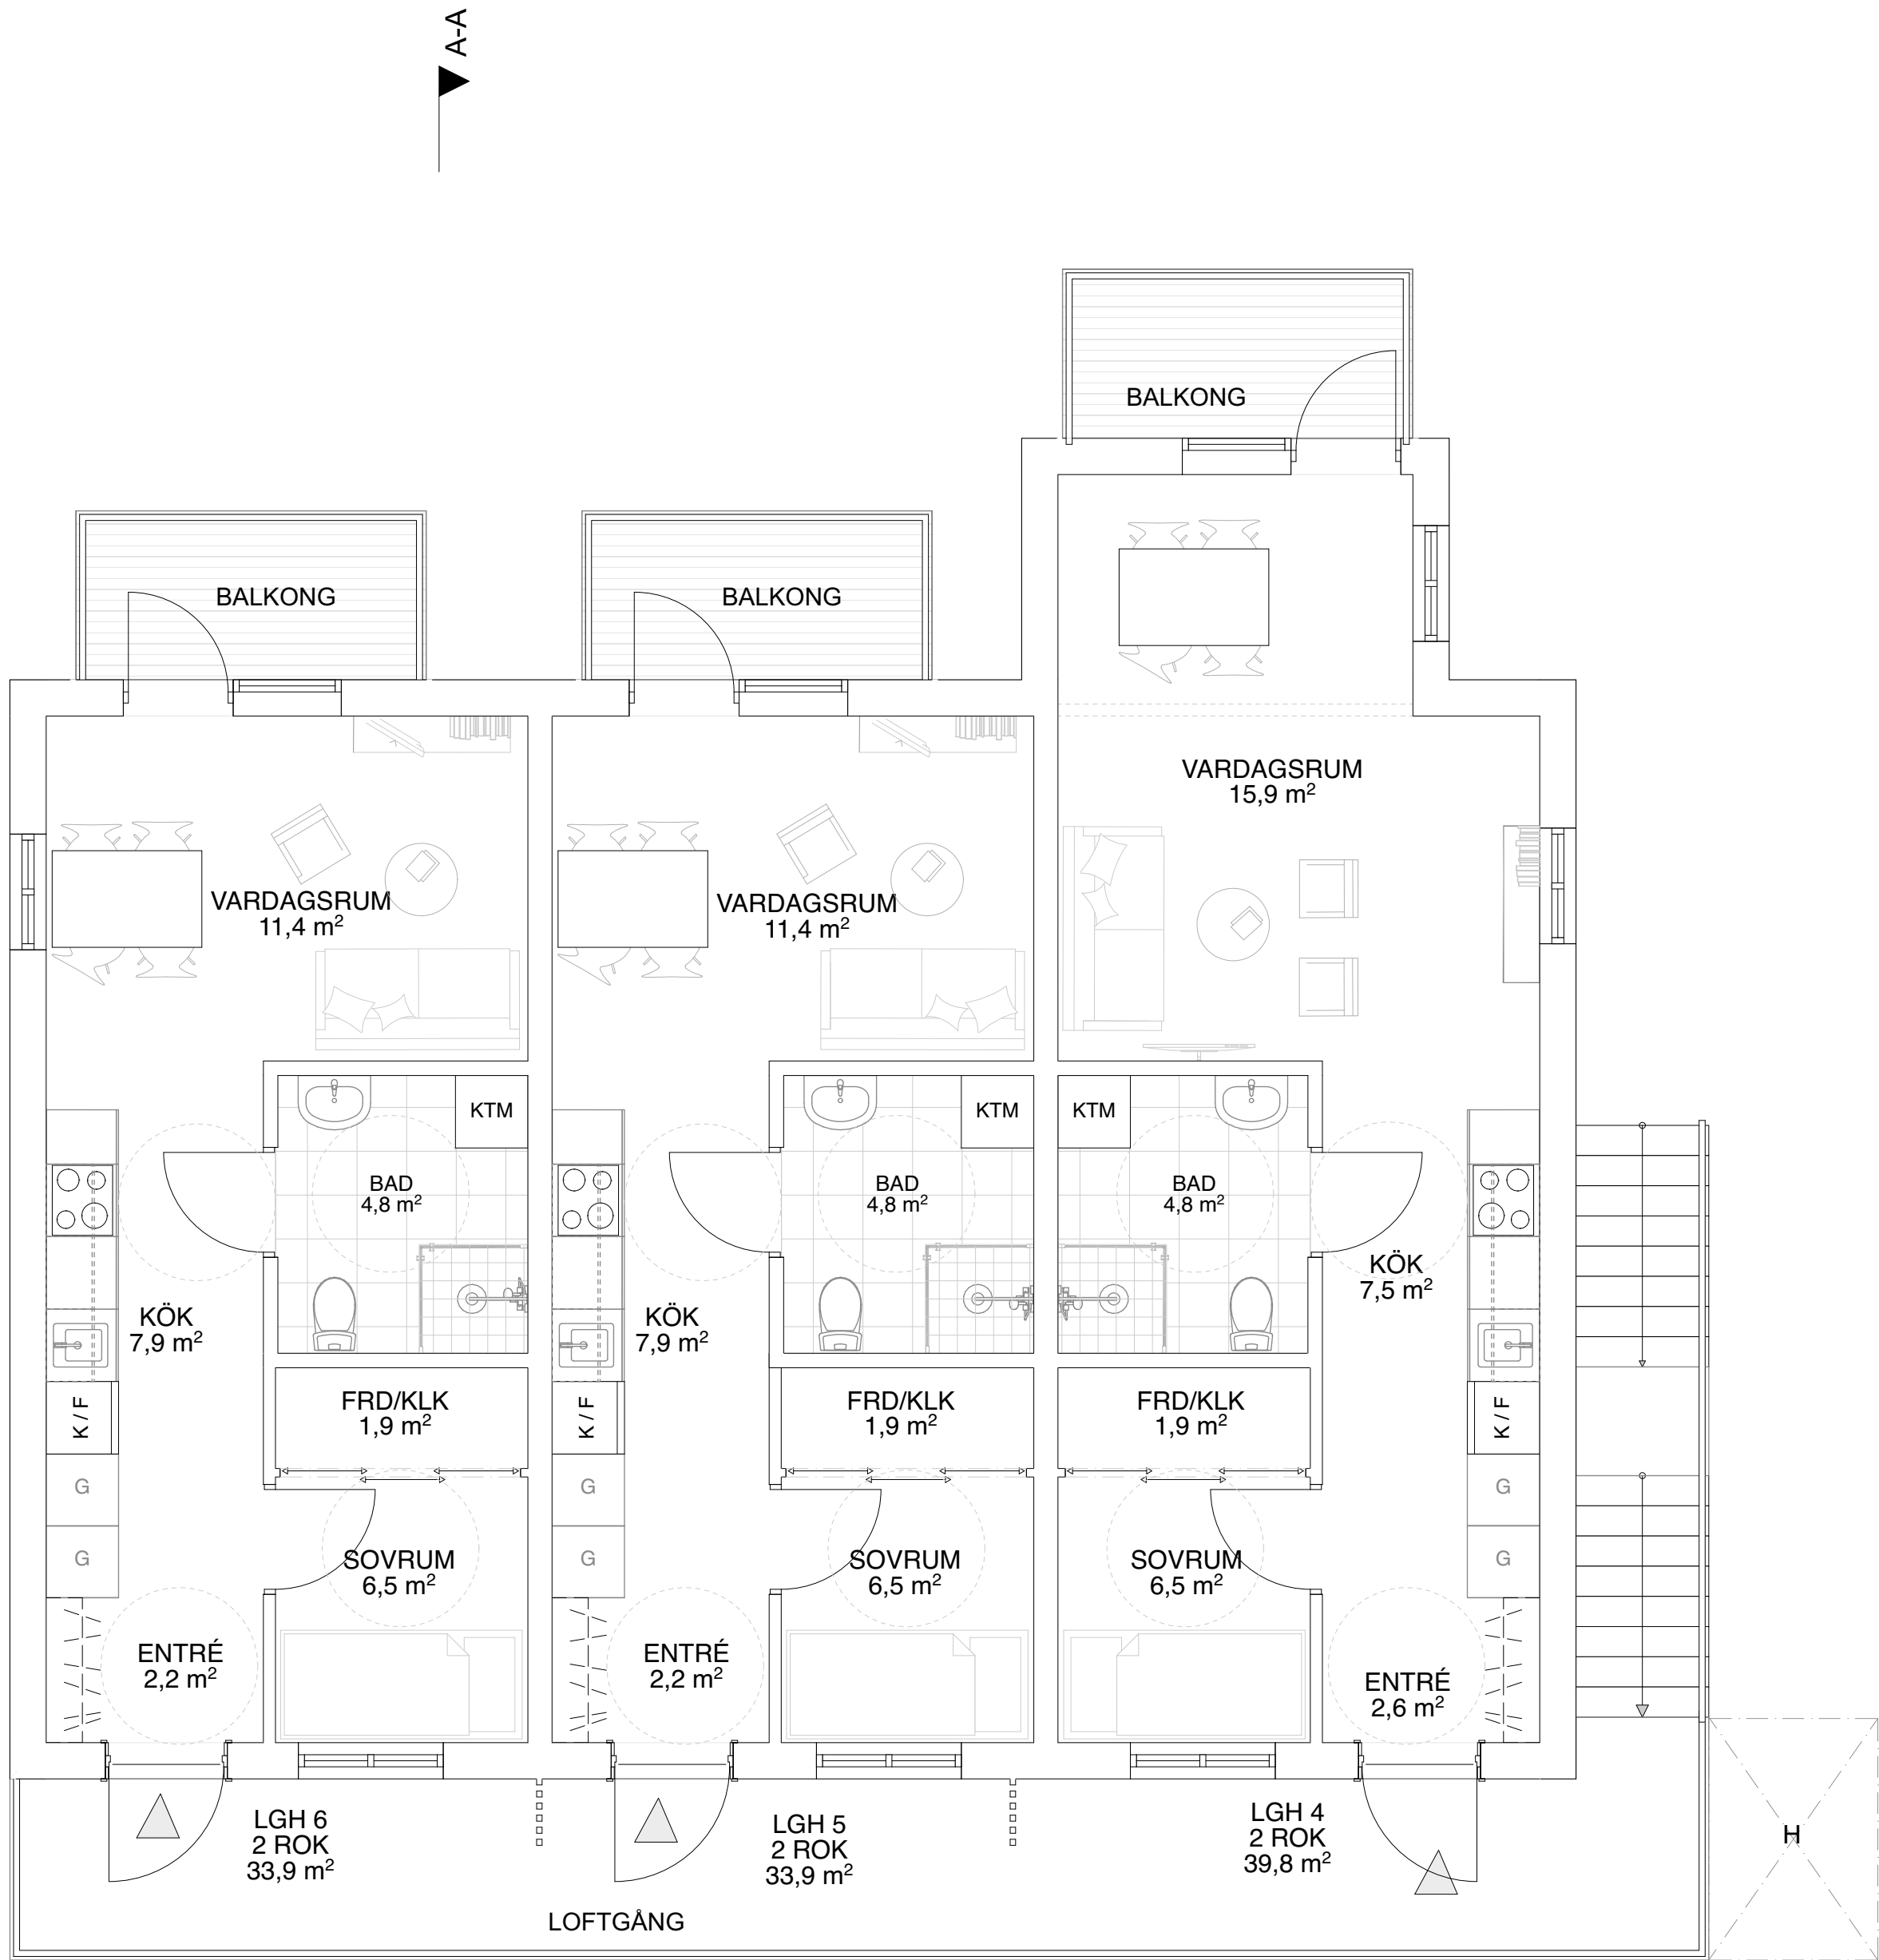 A-A
BALKONG
BALKONG
BALKONG
VARDAGSRUM
15,9 m²
VARDAGSRUM
11,4 m²
VARDAGSRUM
11,4 m²
KTM
KTM
KTM
BAD
4,8 m²
BAD
4,8 m²
BAD
4,8 m²
KÖK
7,5 m²
KÖK
7,9 m²
KÖK
7,9 m²
K / F
FRD/KLK
1,9 m²
K / F
FRD/KLK
1,9 m²
FRD/KLK
1,9 m²
K / F
G
G
G
G
G
G
SOVRUM
6,5 m²
SOVRUM
6,5 m²
SOVRUM
6,5 m²
ENTRÉ
2,2 m²
ENTRÉ
2,2 m²
ENTRÉ
2,6 m²
LGH 6
2 ROK
33,9 m²
LGH 5
2 ROK
33,9 m²
LGH 4
2 ROK
39,8 m²
H
LOFTGÅNG